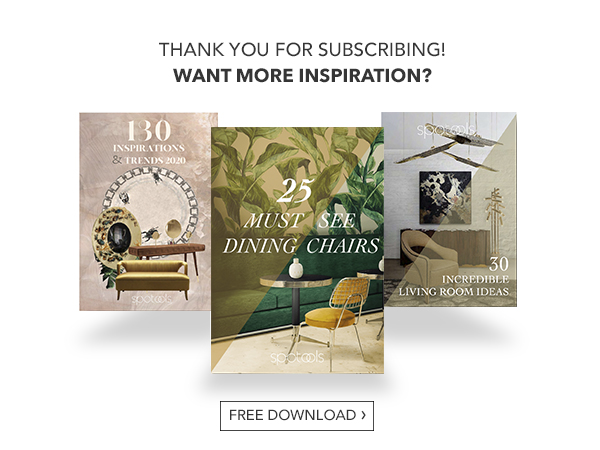 THANK YOU FOR SUBSCRIBING!
WANT MORE INSPIRATION?
130
INSPIRATIONS
& TRENDS 2020
spotools
25
MUST SEE
DINING CHAIRS
spotools
spotools
30
INCREDIBLE
LIVING ROOM IDEAS
FREE DOWNLOAD ›